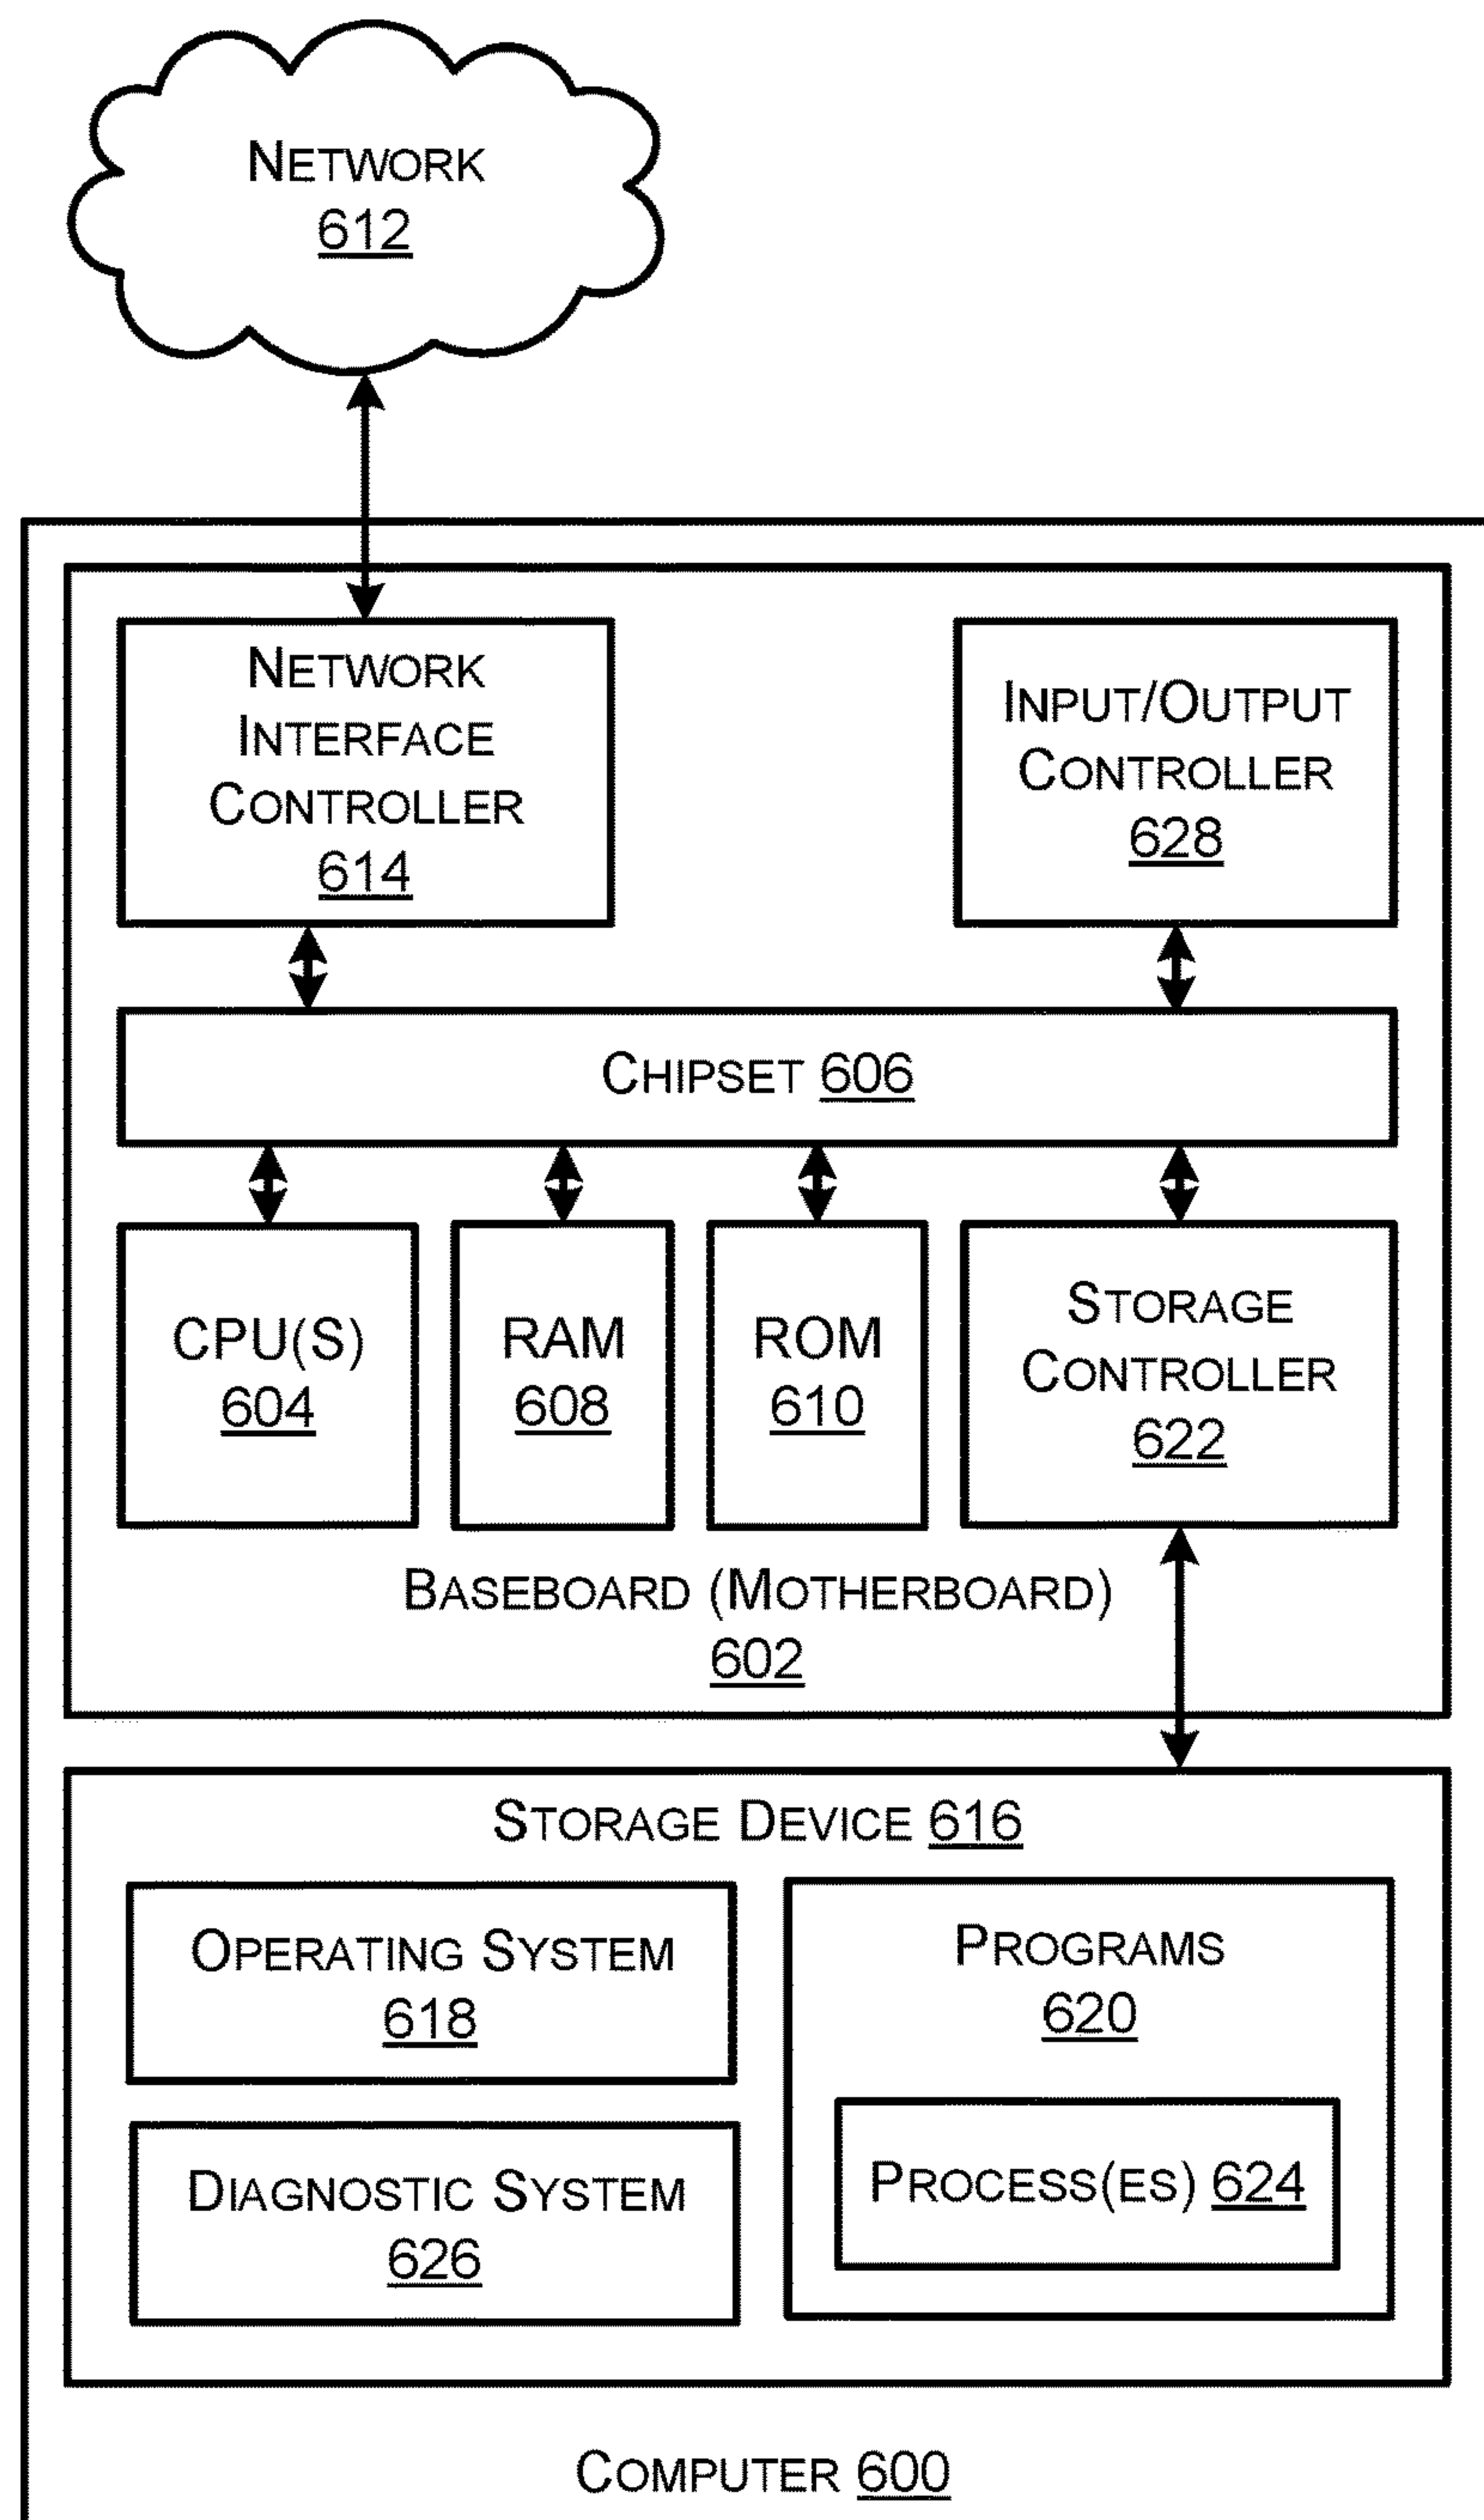 NETWORK
612
NETWORK
INTERFACE
CONTROLLER
614
INPUT/OUTPUT
CONTROLLER
628
CHIPSET 606
CPU(S)
604
RAM
608
ROM
610
STORAGE
CONTROLLER
622
BASEBOARD (MOTHERBOARD)
602
STORAGE DEVICE 616
OPERATING SYSTEM
618
PROGRAMS
620
PROCESS(ES) 624
DIAGNOSTIC SYSTEM
626
COMPUTER 600